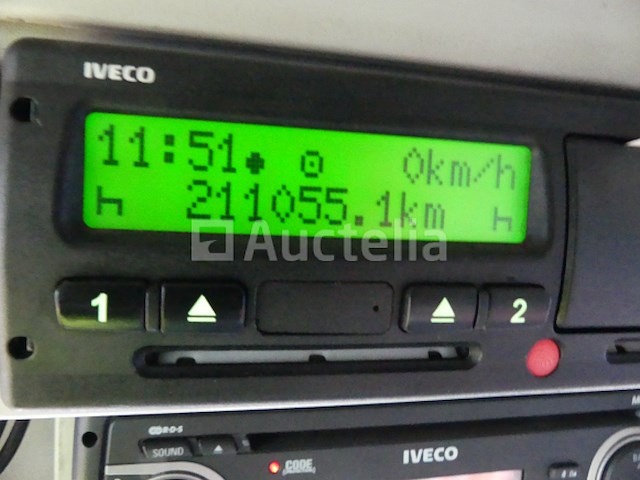 IVECO
11:51 0km/h
211055.1km
Auctelia
1 2
R·D·S
SOUND
CODE
IVECO